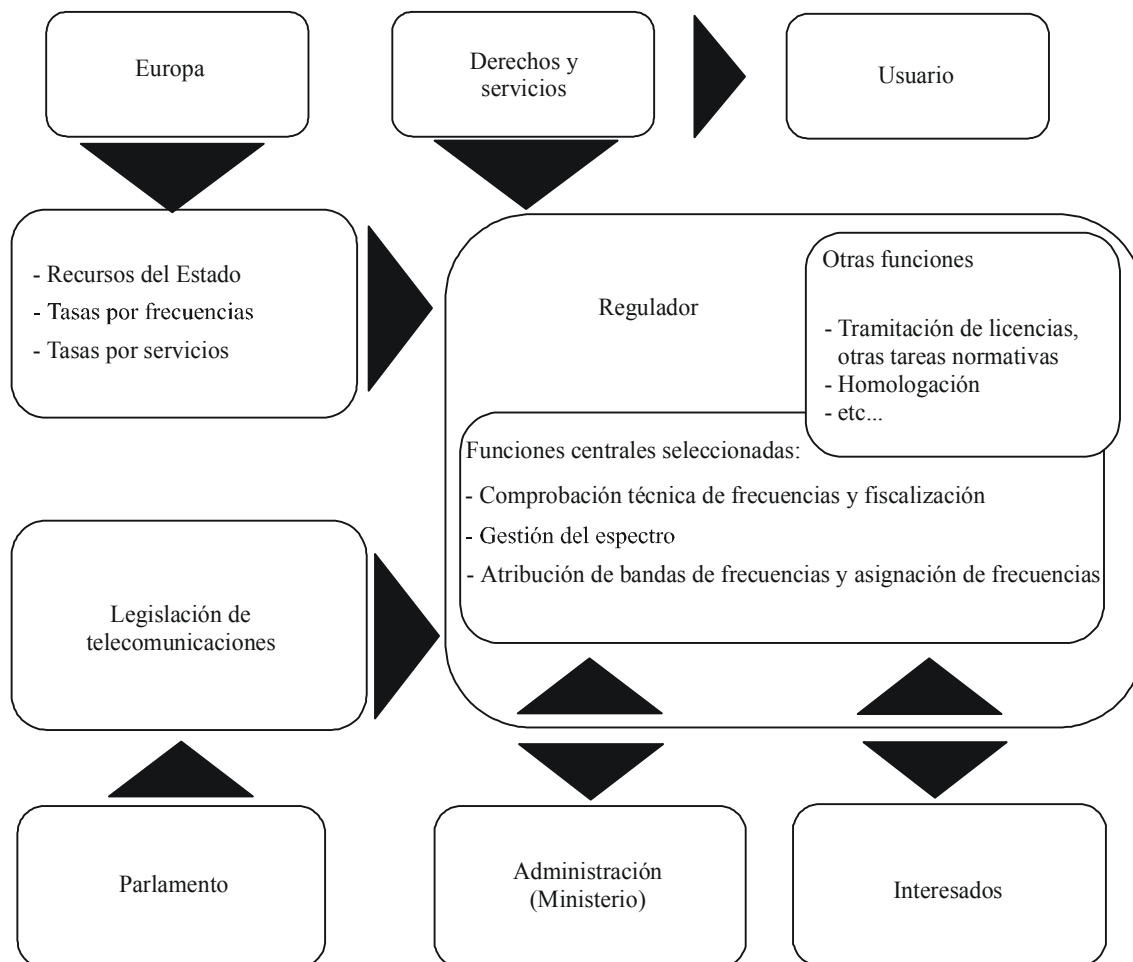 Europa
Derechos y
servicios
Usuario
- Recursos del Estado
- Tasas por frecuencias
- Tasas por servicios
Regulador
Otras funciones
- Tramitación de licencias,
otras tareas normativas
- Homologación
- etc...
Funciones centrales seleccionadas:
- Comprobación técnica de frecuencias y fiscalización
- Gestión del espectro
- Atribución de bandas de frecuencias y asignación de frecuencias
Legislación de
telecomunicaciones
Parlamento
Administración
(Ministerio)
Interesados